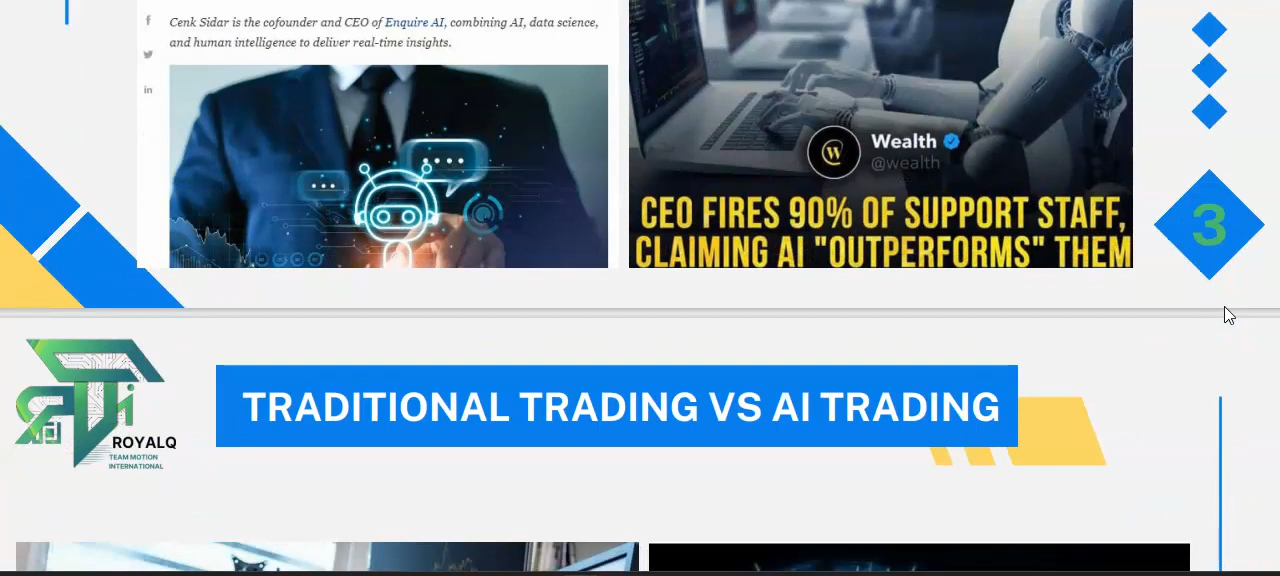 Cenk Sidar is the cofounder and CEO of Enquire AI, combining AI, data science,
and human intelligence to deliver real-time insights.
Wealth
@wealth
CEO FIRES 90% OF SUPPORT STAFF,
CLAIMING AI "OUTPERFORMS" THEM
3
ROYALQ
TEAM MOTION
INTERNATIONAL
TRADITIONAL TRADING VS AI TRADING